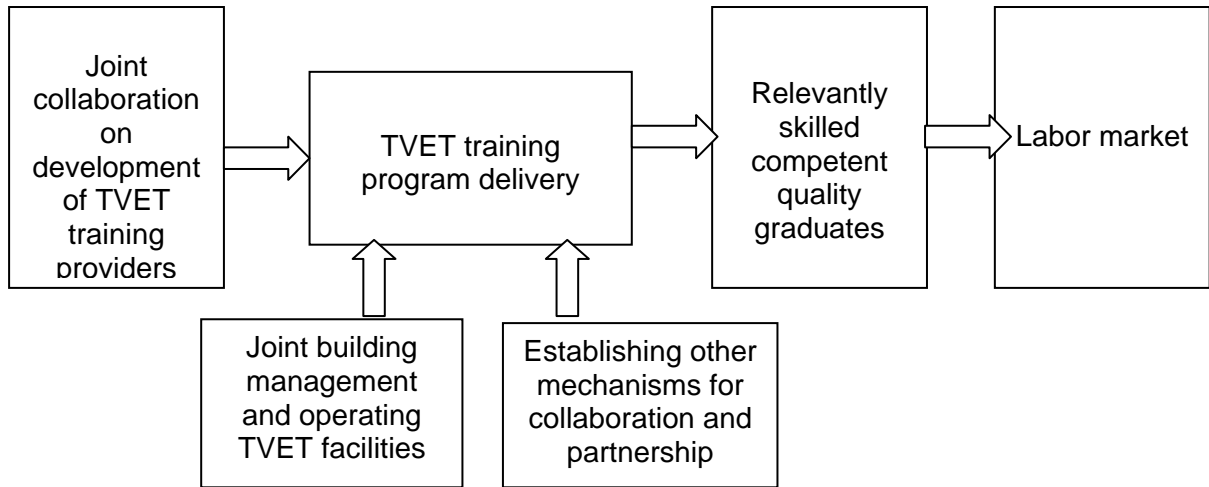 Joint
collaboration
on
development
of TVET
training
providers
TVET training
program delivery
Relevantly
skilled
competent
quality
graduates
Labor market
Joint building
management
and operating
TVET facilities
Establishing other
mechanisms for
collaboration and
partnership